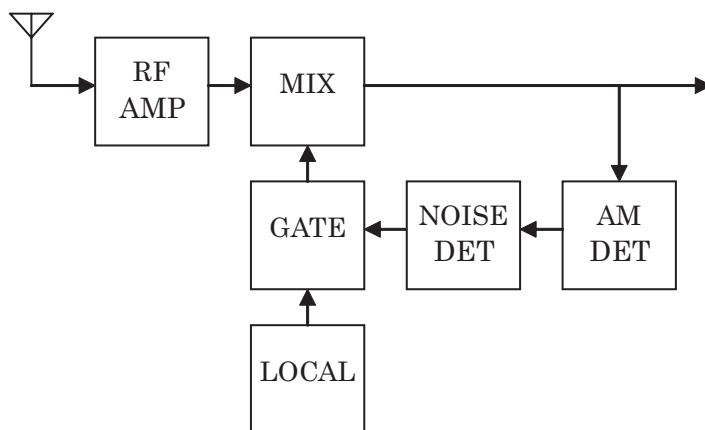 RF
AMP
MIX
GATE
NOISE
DET
AM
DET
LOCAL